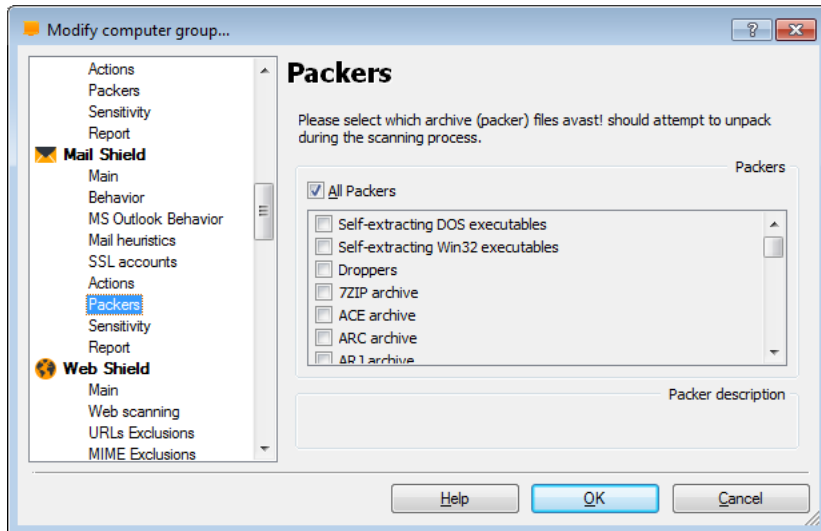 Modify computer group...
Actions
Packers
Sensitivity
Report
Mail Shield
Main
Behavior
MS Outlook Behavior
Mail heuristics
SSL accounts
Actions
Packers
Sensitivity
Report
Web Shield
Main
Web scanning
URLs Exclusions
MIME Exclusions
Packers
Please select which archive (packer) files avast! should attempt to unpack
during the scanning process.
Packers
All Packers
Self-extracting DOS executables
Self-extracting Win32 executables
Droppers
7ZIP archive
ACE archive
ARC archive
ARJ archive
Packer description
Help
OK
Cancel